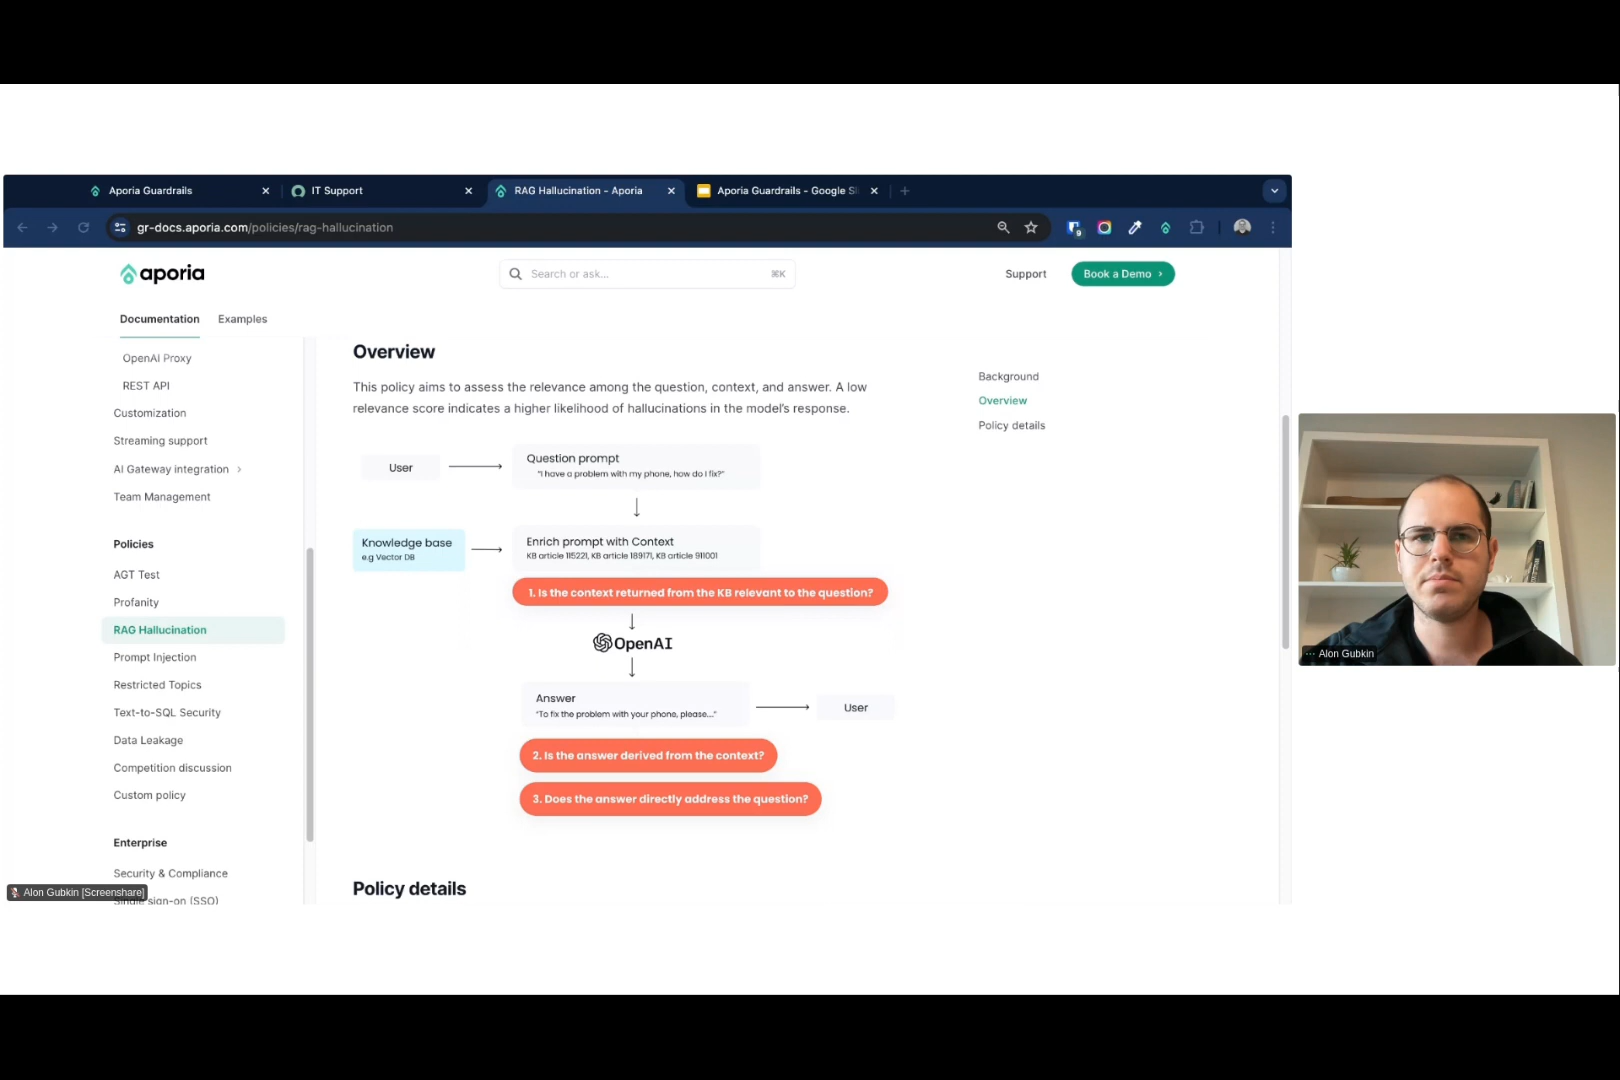 Aporia Guardrails
IT Support
RAG Hallucination - Aporia
Aporia Guardrails - Google Sl
gr-docs.aporia.com/policies/rag-hallucination
9
aporia
Search or ask...
⌘K
Support
Book a Demo ›
Documentation
Examples
OpenAI Proxy
REST API
Customization
Streaming support
AI Gateway integration
Team Management
Policies
AGT Test
Profanity
RAG Hallucination
Prompt Injection
Restricted Topics
Text-to-SQL Security
Data Leakage
Competition discussion
Custom policy
Enterprise
Security & Compliance
Single sign-on (SSO)
Overview
This policy aims to assess the relevance among the question, context, and answer. A low
relevance score indicates a higher likelihood of hallucinations in the model's response.
User
Question prompt
"I have a problem with my phone, how do I fix?"
Knowledge base
e.g Vector DB
Enrich prompt with Context
KB article 115221, KB article 189171, KB article 911001
1. Is the context returned from the KB relevant to the question?
OpenAI
Answer
"To fix the problem with your phone, please...."
User
2. Is the answer derived from the context?
3. Does the answer directly address the question?
Policy details
Background
Overview
Policy details
Alon Gubkin [Screenshare]
Alon Gubkin